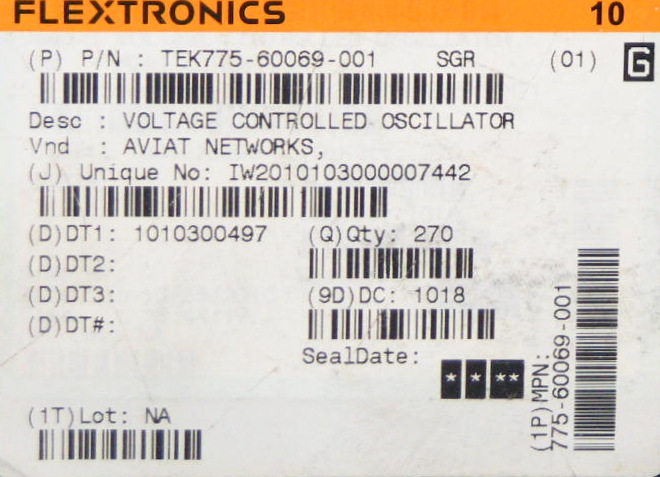 FLEXTRONICS 10
(P) P/N : TEK775-60069-001 SGR (01) G
Desc : VOLTAGE CONTROLLED OSCILLATOR
Vnd : AVIAT NETWORKS,
(J) Unique No: IW2010103000007442
(D)DT1: 1010300497 (Q)Qty: 270
(D)DT2:
(D)DT3: (9D)DC: 1018
(D)DT#:
SealDate:
* * **
(1T)Lot: NA
(1P)MPN:
775-60069-001